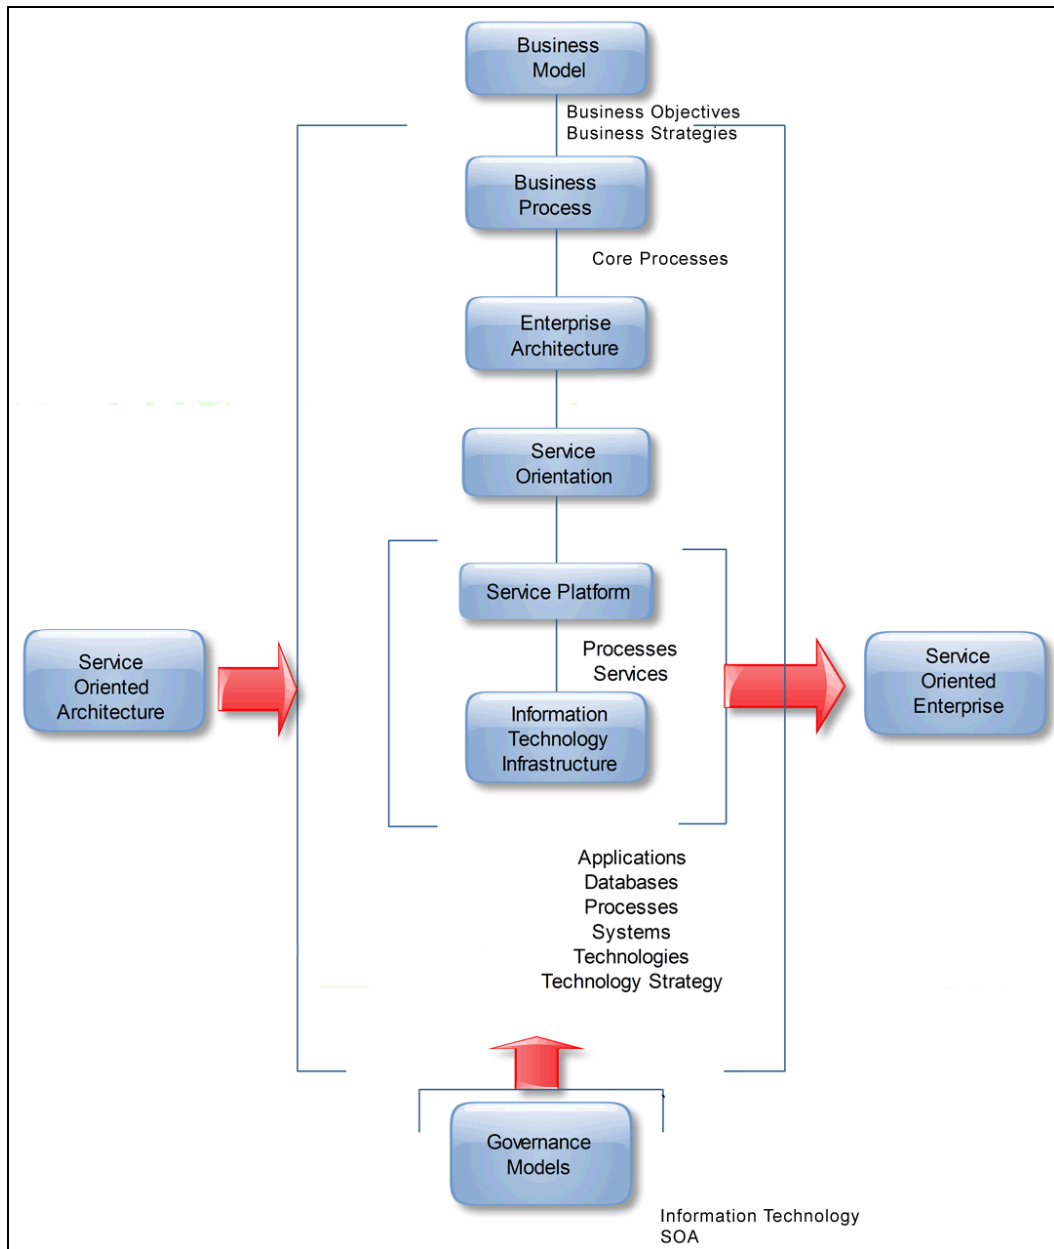 Business
Model
Business Objectives
Business Strategies
Business
Process
Core Processes
Enterprise
Architecture
Service
Orientation
Service Platform
Processes
Services
Service
Oriented
Architecture
Information
Technology
Infrastructure
Service
Oriented
Enterprise
Applications
Databases
Processes
Systems
Technologies
Technology Strategy
Governance
Models
Information Technology
SOA